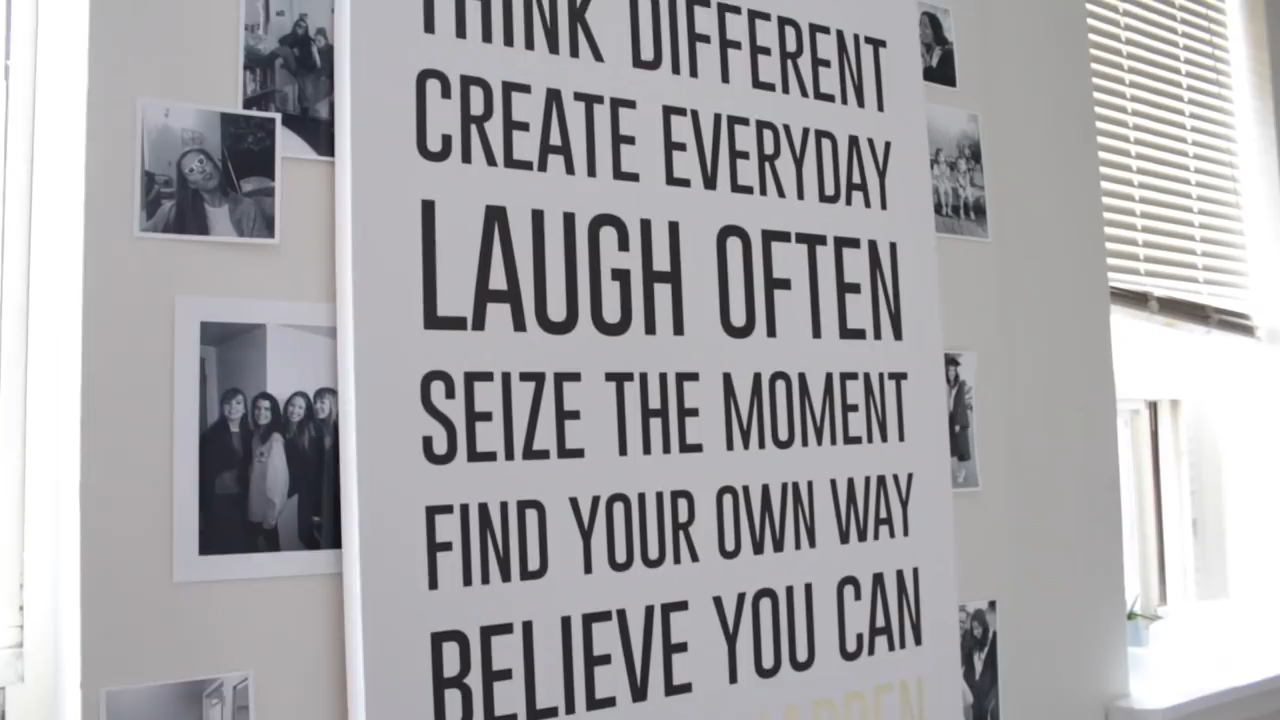 THINK DIFFERENT
CREATE EVERYDAY
LAUGH OFTEN
SEIZE THE MOMENT
FIND YOUR OWN WAY
BELIEVE YOU CAN